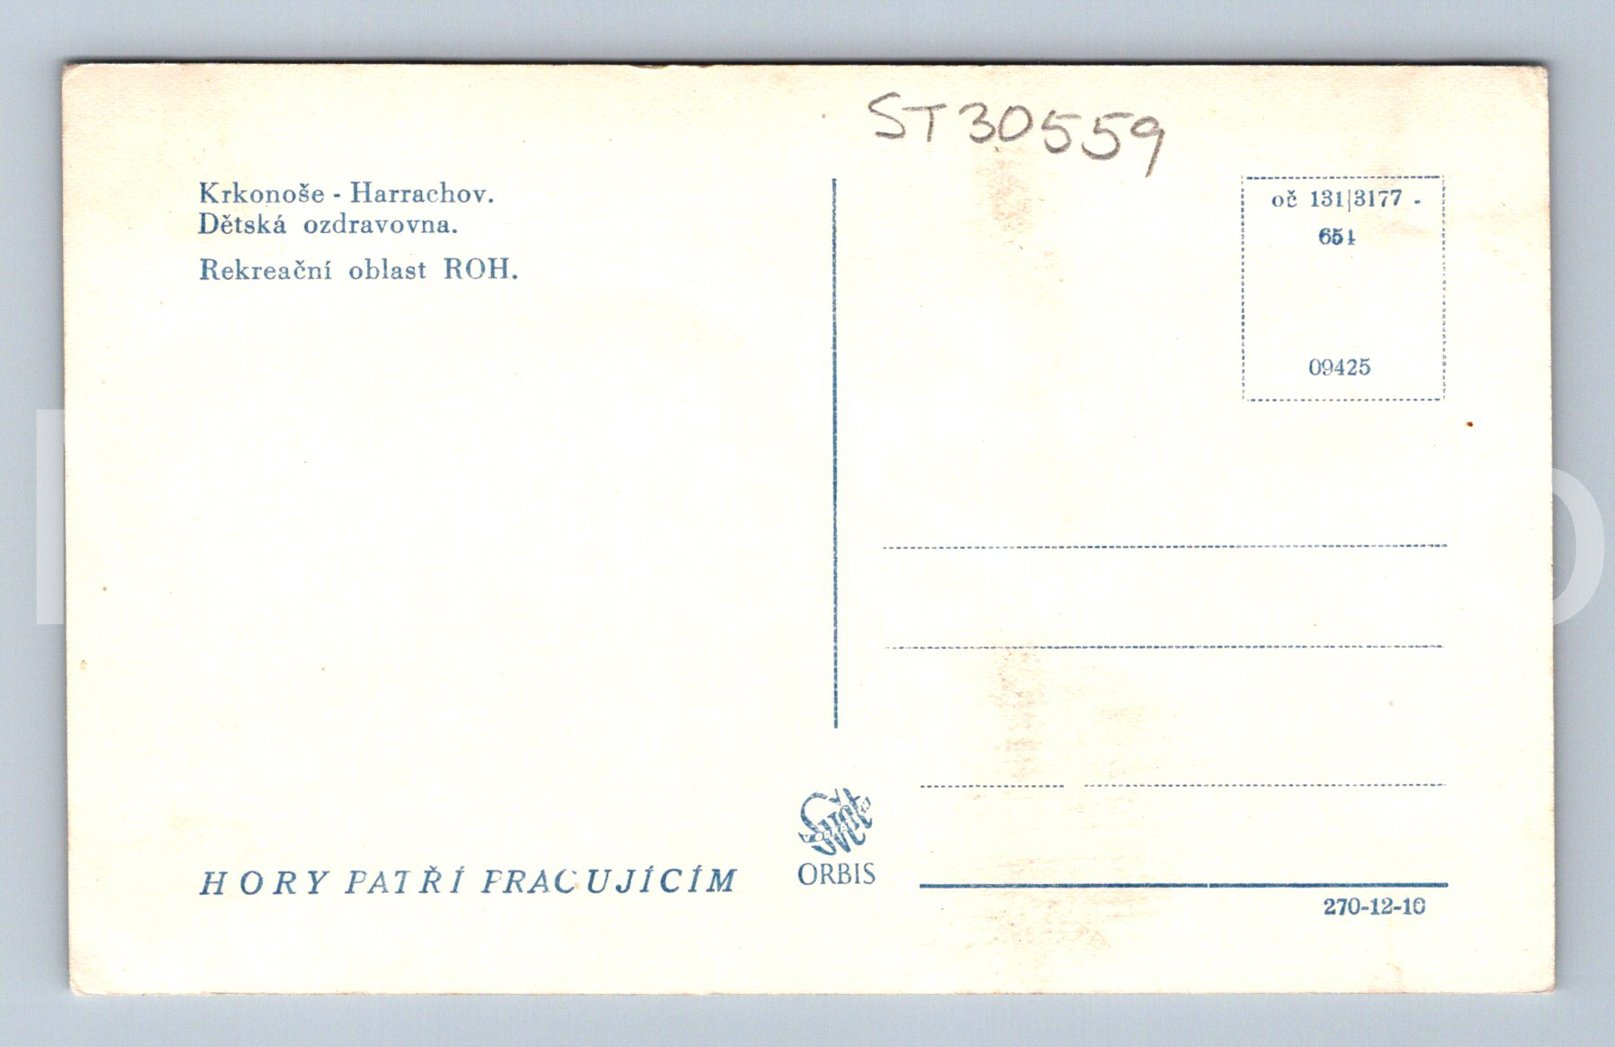 ST30559
Krkonoše - Harrachov.
Dětská ozdravovna.
Rekreační oblast ROH.
oč 131|3177 -
651
09425
HORY PATŘÍ PRACUJÍCÍM
Svět
ORBIS
270-12-10